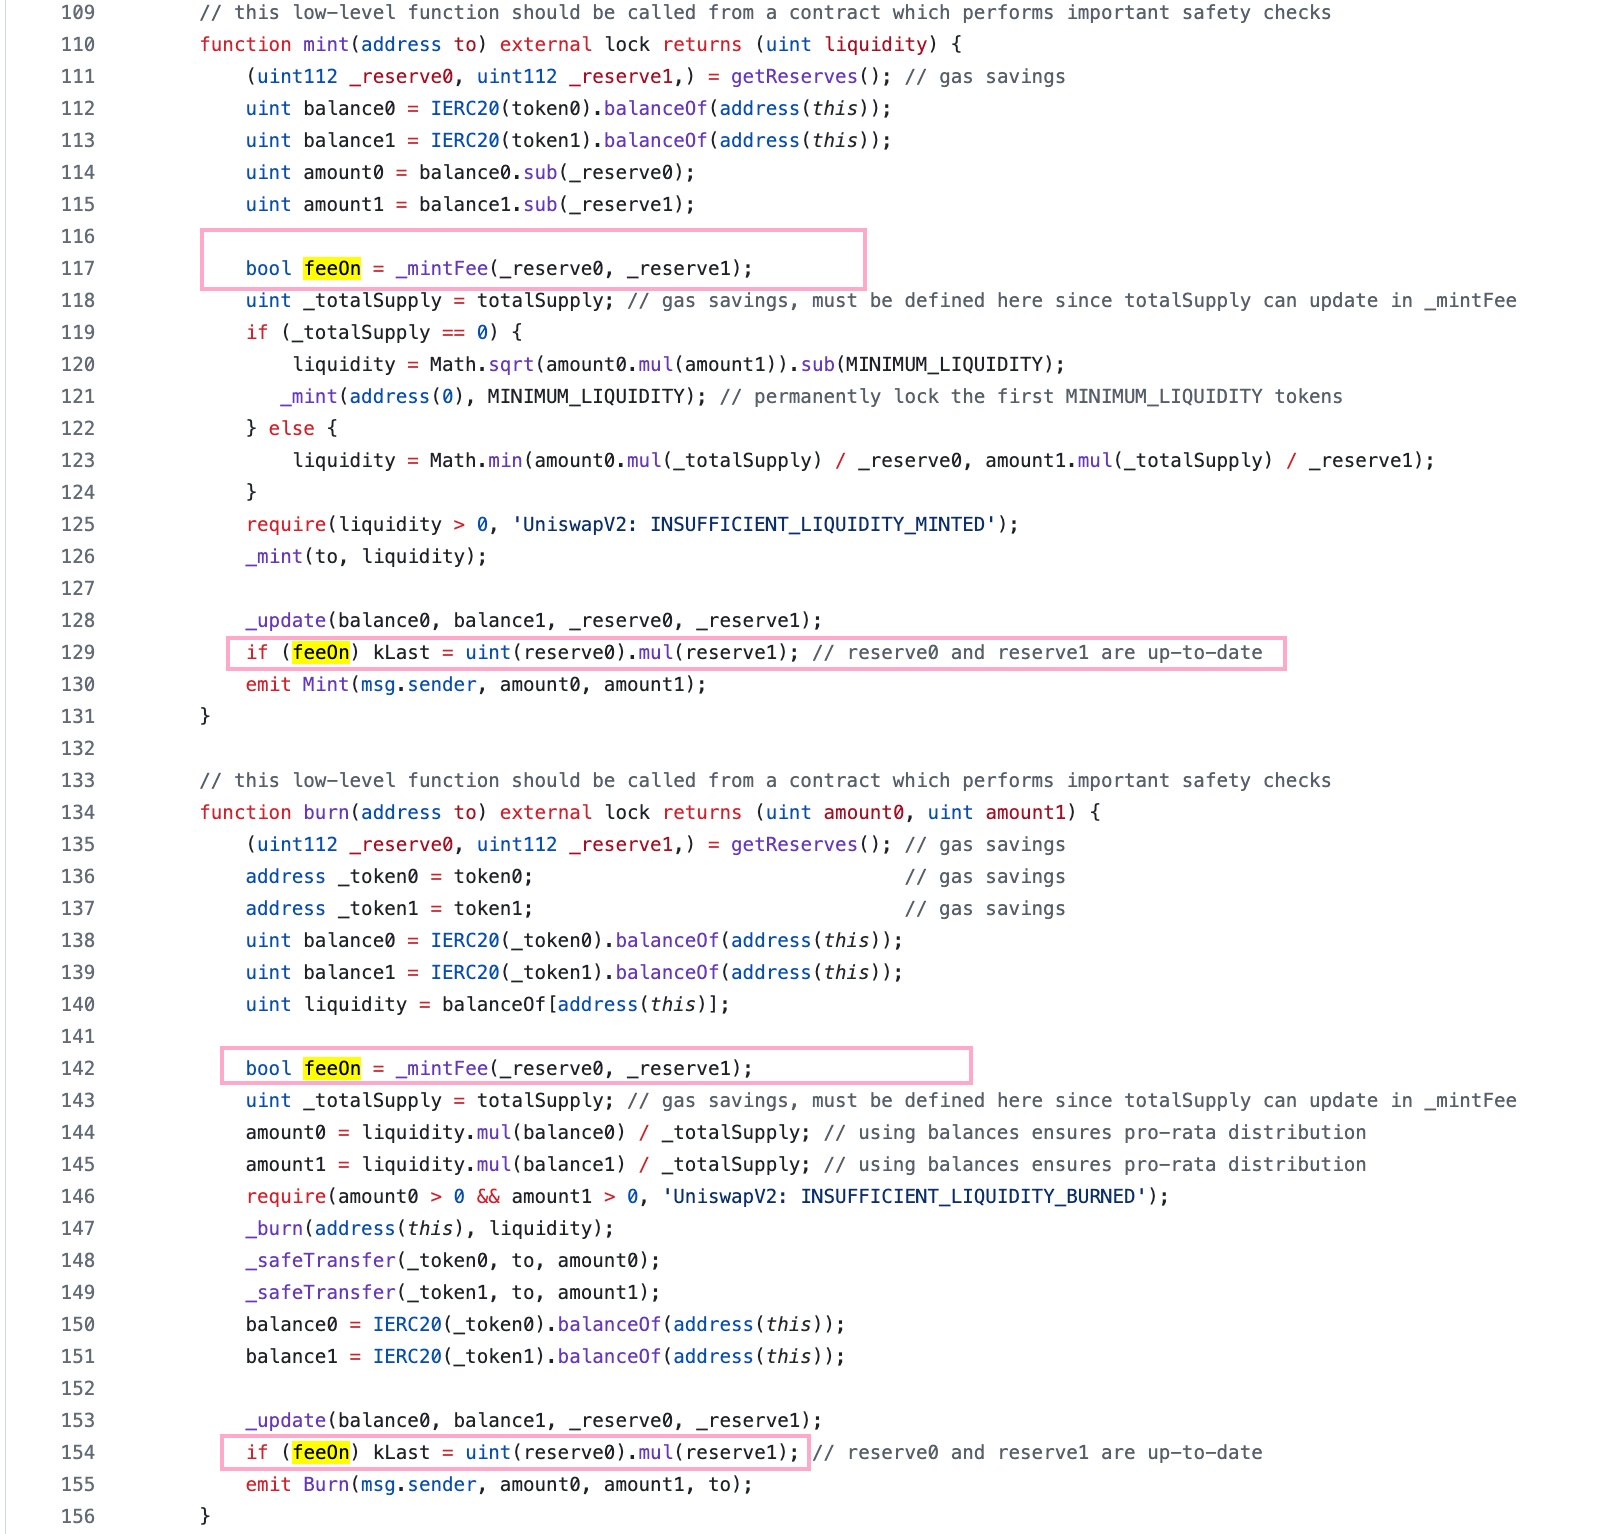 109 // this low-level function should be called from a contract which performs important safety checks
110 function mint(address to) external lock returns (uint liquidity) {
111 (uint112 _reserve0, uint112 _reserve1,) = getReserves(); // gas savings
112 uint balance0 = IERC20(token0).balanceOf(address(this));
113 uint balance1 = IERC20(token1).balanceOf(address(this));
114 uint amount0 = balance0.sub(_reserve0);
115 uint amount1 = balance1.sub(_reserve1);
116
117 bool feeOn = _mintFee(_reserve0, _reserve1);
118 uint _totalSupply = totalSupply; // gas savings, must be defined here since totalSupply can update in _mintFee
119 if (_totalSupply == 0) {
120 liquidity = Math.sqrt(amount0.mul(amount1)).sub(MINIMUM_LIQUIDITY);
121 _mint(address(0), MINIMUM_LIQUIDITY); // permanently lock the first MINIMUM_LIQUIDITY tokens
122 } else {
123 liquidity = Math.min(amount0.mul(_totalSupply) / _reserve0, amount1.mul(_totalSupply) / _reserve1);
124 }
125 require(liquidity > 0, 'UniswapV2: INSUFFICIENT_LIQUIDITY_MINTED');
126 _mint(to, liquidity);
127
128 _update(balance0, balance1, _reserve0, _reserve1);
129 if (feeOn) kLast = uint(reserve0).mul(reserve1); // reserve0 and reserve1 are up-to-date
130 emit Mint(msg.sender, amount0, amount1);
131 }
132
133 // this low-level function should be called from a contract which performs important safety checks
134 function burn(address to) external lock returns (uint amount0, uint amount1) {
135 (uint112 _reserve0, uint112 _reserve1,) = getReserves(); // gas savings
136 address _token0 = token0; // gas savings
137 address _token1 = token1; // gas savings
138 uint balance0 = IERC20(_token0).balanceOf(address(this));
139 uint balance1 = IERC20(_token1).balanceOf(address(this));
140 uint liquidity = balanceOf[address(this)];
141
142 bool feeOn = _mintFee(_reserve0, _reserve1);
143 uint _totalSupply = totalSupply; // gas savings, must be defined here since totalSupply can update in _mintFee
144 amount0 = liquidity.mul(balance0) / _totalSupply; // using balances ensures pro-rata distribution
145 amount1 = liquidity.mul(balance1) / _totalSupply; // using balances ensures pro-rata distribution
146 require(amount0 > 0 && amount1 > 0, 'UniswapV2: INSUFFICIENT_LIQUIDITY_BURNED');
147 _burn(address(this), liquidity);
148 _safeTransfer(_token0, to, amount0);
149 _safeTransfer(_token1, to, amount1);
150 balance0 = IERC20(_token0).balanceOf(address(this));
151 balance1 = IERC20(_token1).balanceOf(address(this));
152
153 _update(balance0, balance1, _reserve0, _reserve1);
154 if (feeOn) kLast = uint(reserve0).mul(reserve1); // reserve0 and reserve1 are up-to-date
155 emit Burn(msg.sender, amount0, amount1, to);
156 }